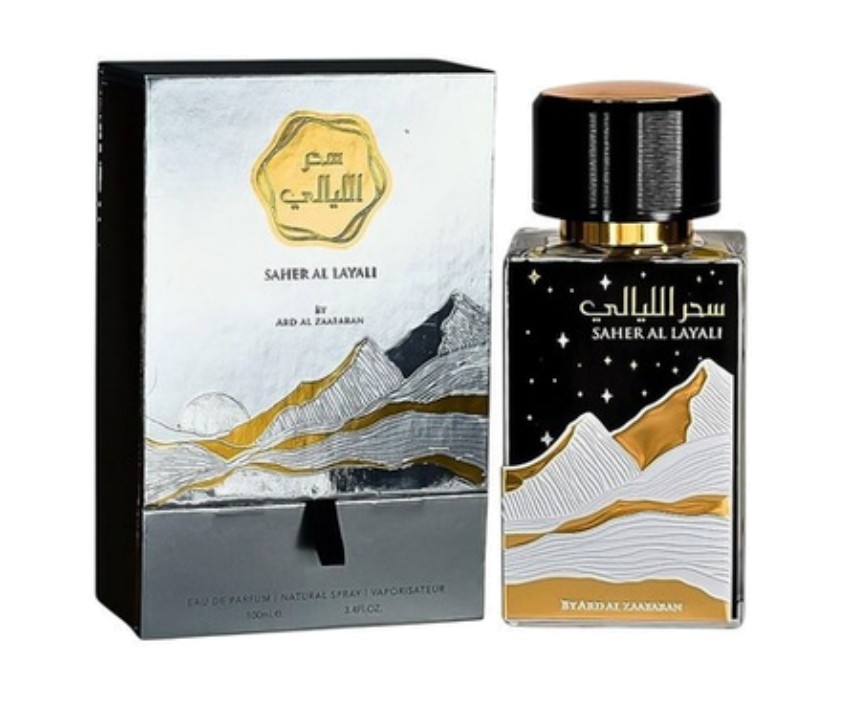 سحر
الليالي
SAHER AL LAYALI
BY
ARD AL ZAAFARAN
EAU DE PARFUM | NATURAL SPRAY | VAPORISATEUR
100mL℮ 3.4Fl.OZ.
سحر الليالي
SAHER AL LAYALI
BY ARD AL ZAAFARAN